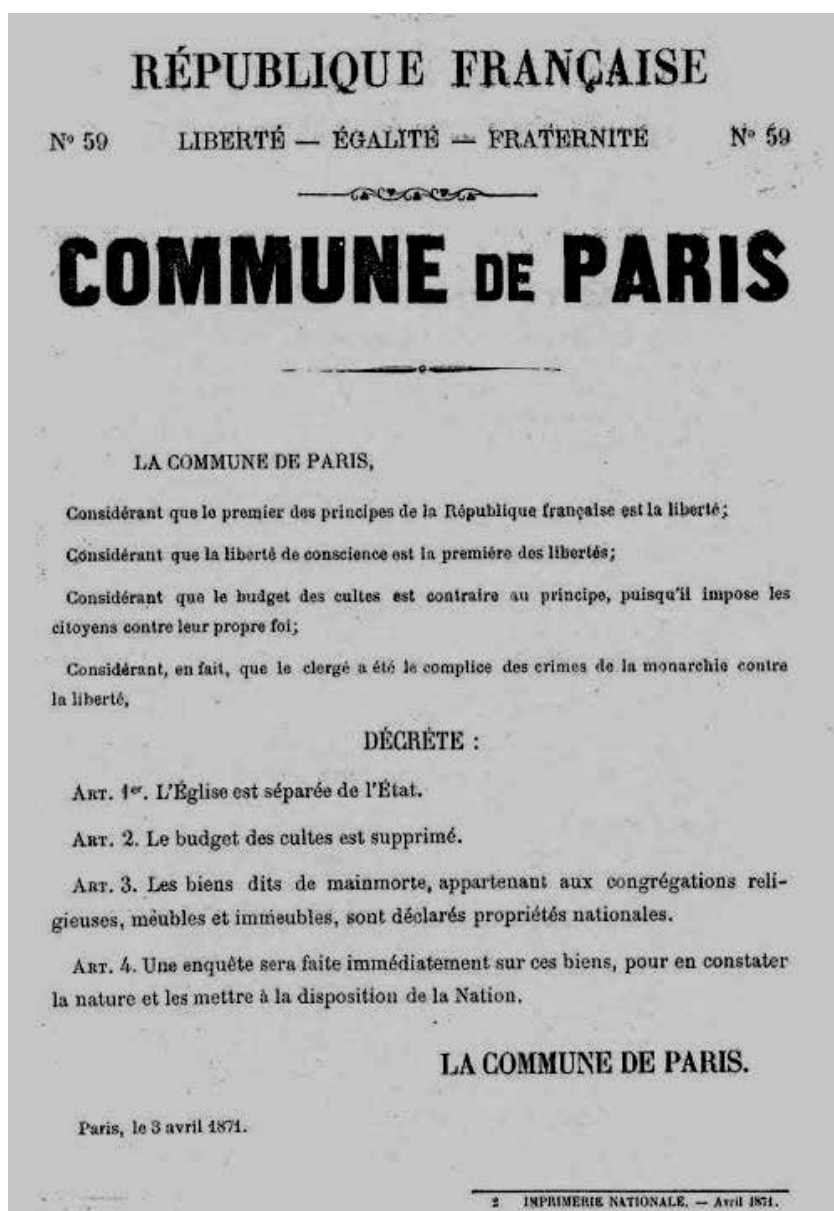 RÉPUBLIQUE FRANÇAISE
Nº 59 LIBERTÉ — ÉGALITÉ — FRATERNITÉ Nº 59
COMMUNE DE PARIS
LA COMMUNE DE PARIS,
Considérant que le premier des principes de la République française est la liberté;
Considérant que la liberté de conscience est la première des libertés;
Considérant que le budget des cultes est contraire au principe, puisqu'il impose les
citoyens contre leur propre foi;
Considérant, en fait, que le clergé a été le complice des crimes de la monarchie contre
la liberté,
DÉCRÈTE :
ART. 1er. L'Église est séparée de l'État.
ART. 2. Le budget des cultes est supprimé.
ART. 3. Les biens dits de mainmorte, appartenant aux congrégations reli-
gieuses, meubles et immeubles, sont déclarés propriétés nationales.
ART. 4. Une enquête sera faite immédiatement sur ces biens, pour en constater
la nature et les mettre à la disposition de la Nation.
LA COMMUNE DE PARIS.
Paris, le 3 avril 1871.
2 IMPRIMERIE NATIONALE. — Avril 1871.